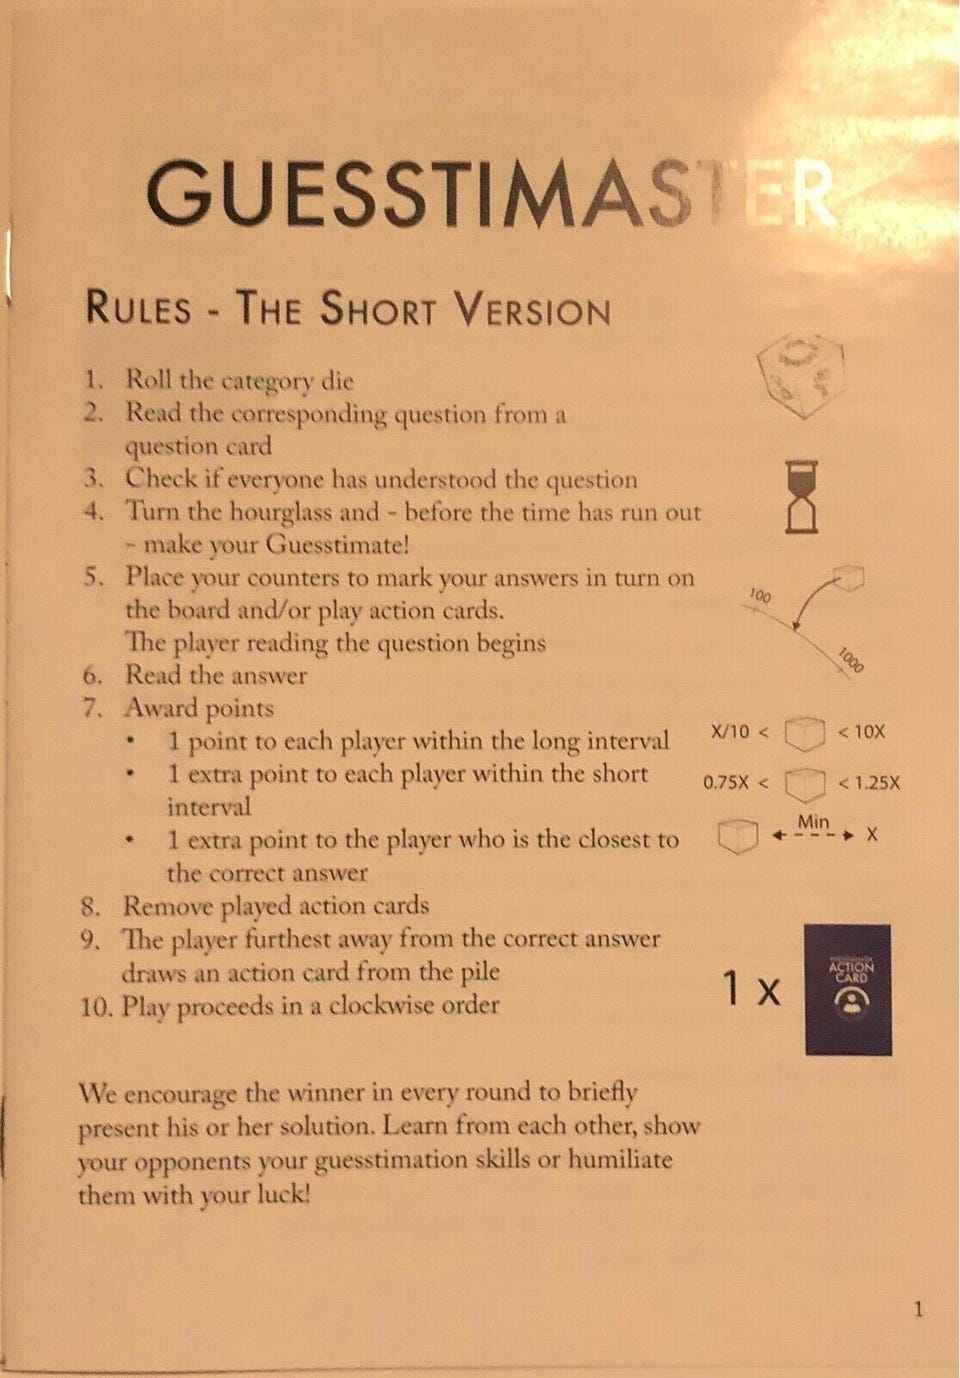 GUESSTIMASTER
RULES - THE SHORT VERSION
1. Roll the category die
2. Read the corresponding question from a
question card
3. Check if everyone has understood the question
4. Turn the hourglass and - before the time has run out
- make your Guesstimate!
5. Place your counters to mark your answers in turn on
the board and/or play action cards.
The player reading the question begins
100
1000
6. Read the answer
7. Award points
• 1 point to each player within the long interval
X/10 < < 10X
• 1 extra point to each player within the short
interval
0.75X < < 1.25X
• 1 extra point to the player who is the closest to
the correct answer
Min
X
8. Remove played action cards
9. The player furthest away from the correct answer
draws an action card from the pile
10. Play proceeds in a clockwise order
1 x
GUESSTIMASTER
ACTION
CARD
We encourage the winner in every round to briefly
present his or her solution. Learn from each other, show
your opponents your guesstimation skills or humiliate
them with your luck!
1